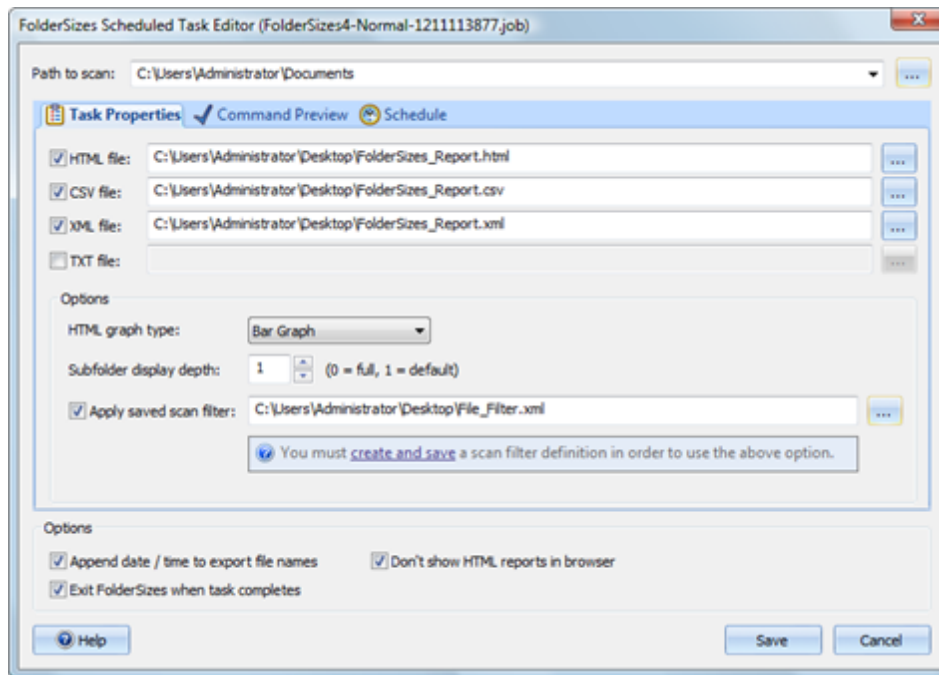 FolderSizes Scheduled Task Editor (FolderSizes4-Normal-1211113877.job)
Path to scan: C:\Users\Administrator\Documents ...
Task Properties Command Preview Schedule
HTML file: C:\Users\Administrator\Desktop\FolderSizes_Report.html ...
CSV file: C:\Users\Administrator\Desktop\FolderSizes_Report.csv ...
XML file: C:\Users\Administrator\Desktop\FolderSizes_Report.xml ...
TXT file: ...
Options
HTML graph type: Bar Graph
Subfolder display depth: 1 (0 = full, 1 = default)
Apply saved scan filter: C:\Users\Administrator\Desktop\File_Filter.xml ...
You must create and save a scan filter definition in order to use the above option.
Options
Append date / time to export file names Don't show HTML reports in browser
Exit FolderSizes when task completes
Help Save Cancel